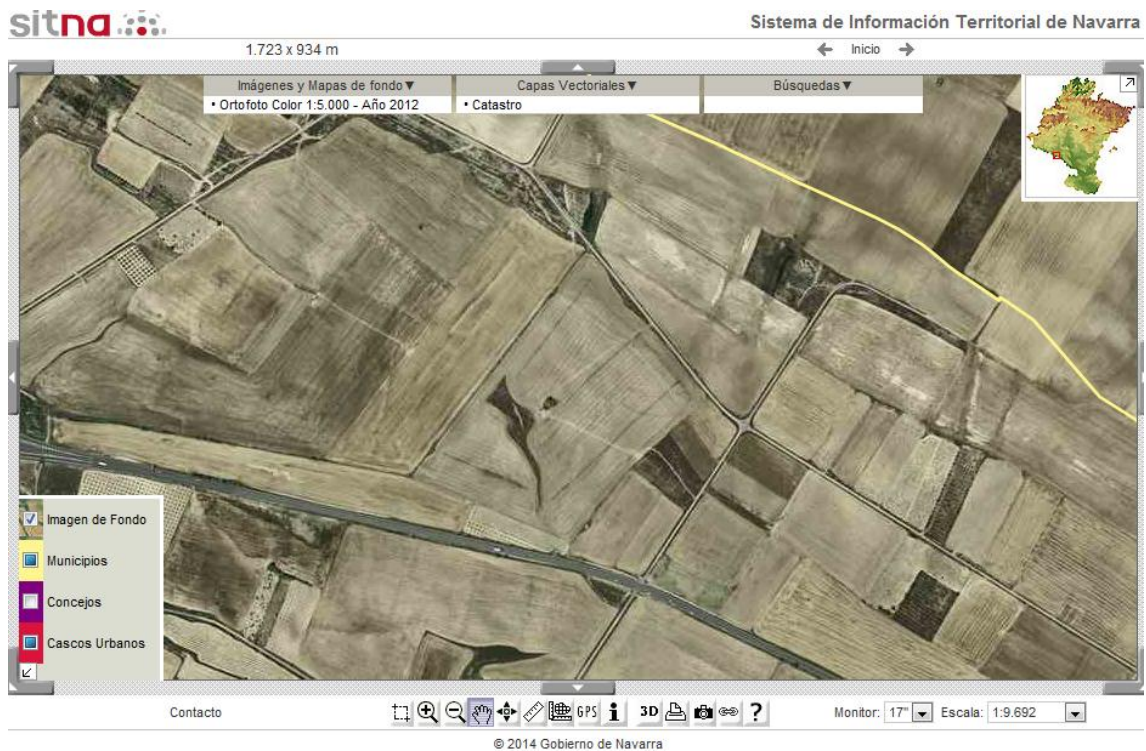 sitna
Sistema de Información Territorial de Navarra
1.723 x 934 m
Inicio
Imágenes y Mapas de fondo▼
Capas Vectoriales▼
Búsquedas▼
• Ortofoto Color 1:5.000 - Año 2012
• Catastro
Imagen de Fondo
Municipios
Concejos
Cascos Urbanos
Contacto
GPS
i
3D
?
Monitor: 17"
Escala: 1:9.692
© 2014 Gobierno de Navarra